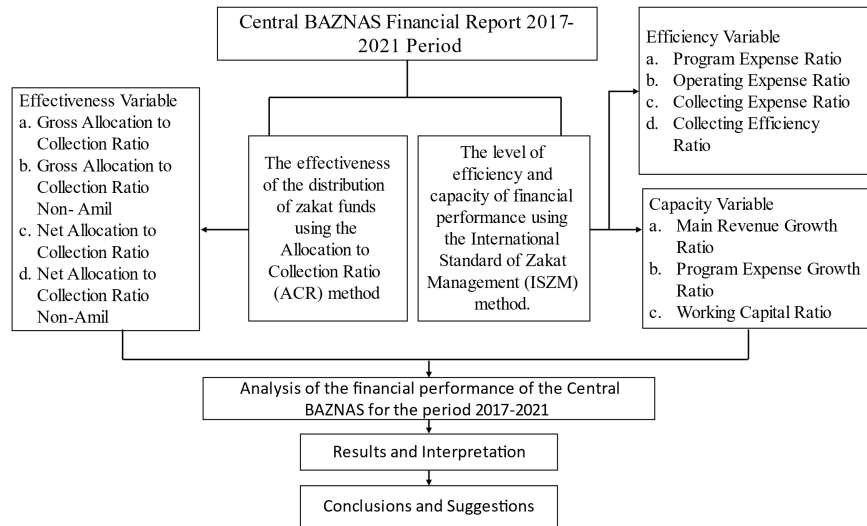 Central BAZNAS Financial Report 2017-
2021 Period
Effectiveness Variable
a. Gross Allocation to
Collection Ratio
b. Gross Allocation to
Collection Ratio
Non- Amil
c. Net Allocation to
Collection Ratio
d. Net Allocation to
Collection Ratio
Non-Amil
The effectiveness
of the distribution
of zakat funds
using the
Allocation to
Collection Ratio
(ACR) method
The level of
efficiency and
capacity of financial
performance using
the International
Standard of Zakat
Management (ISZM)
method.
Efficiency Variable
a. Program Expense Ratio
b. Operating Expense Ratio
c. Collecting Expense Ratio
d. Collecting Efficiency
Ratio
Capacity Variable
a. Main Revenue Growth
Ratio
b. Program Expense Growth
Ratio
c. Working Capital Ratio
Analysis of the financial performance of the Central
BAZNAS for the period 2017-2021
Results and Interpretation
Conclusions and Suggestions